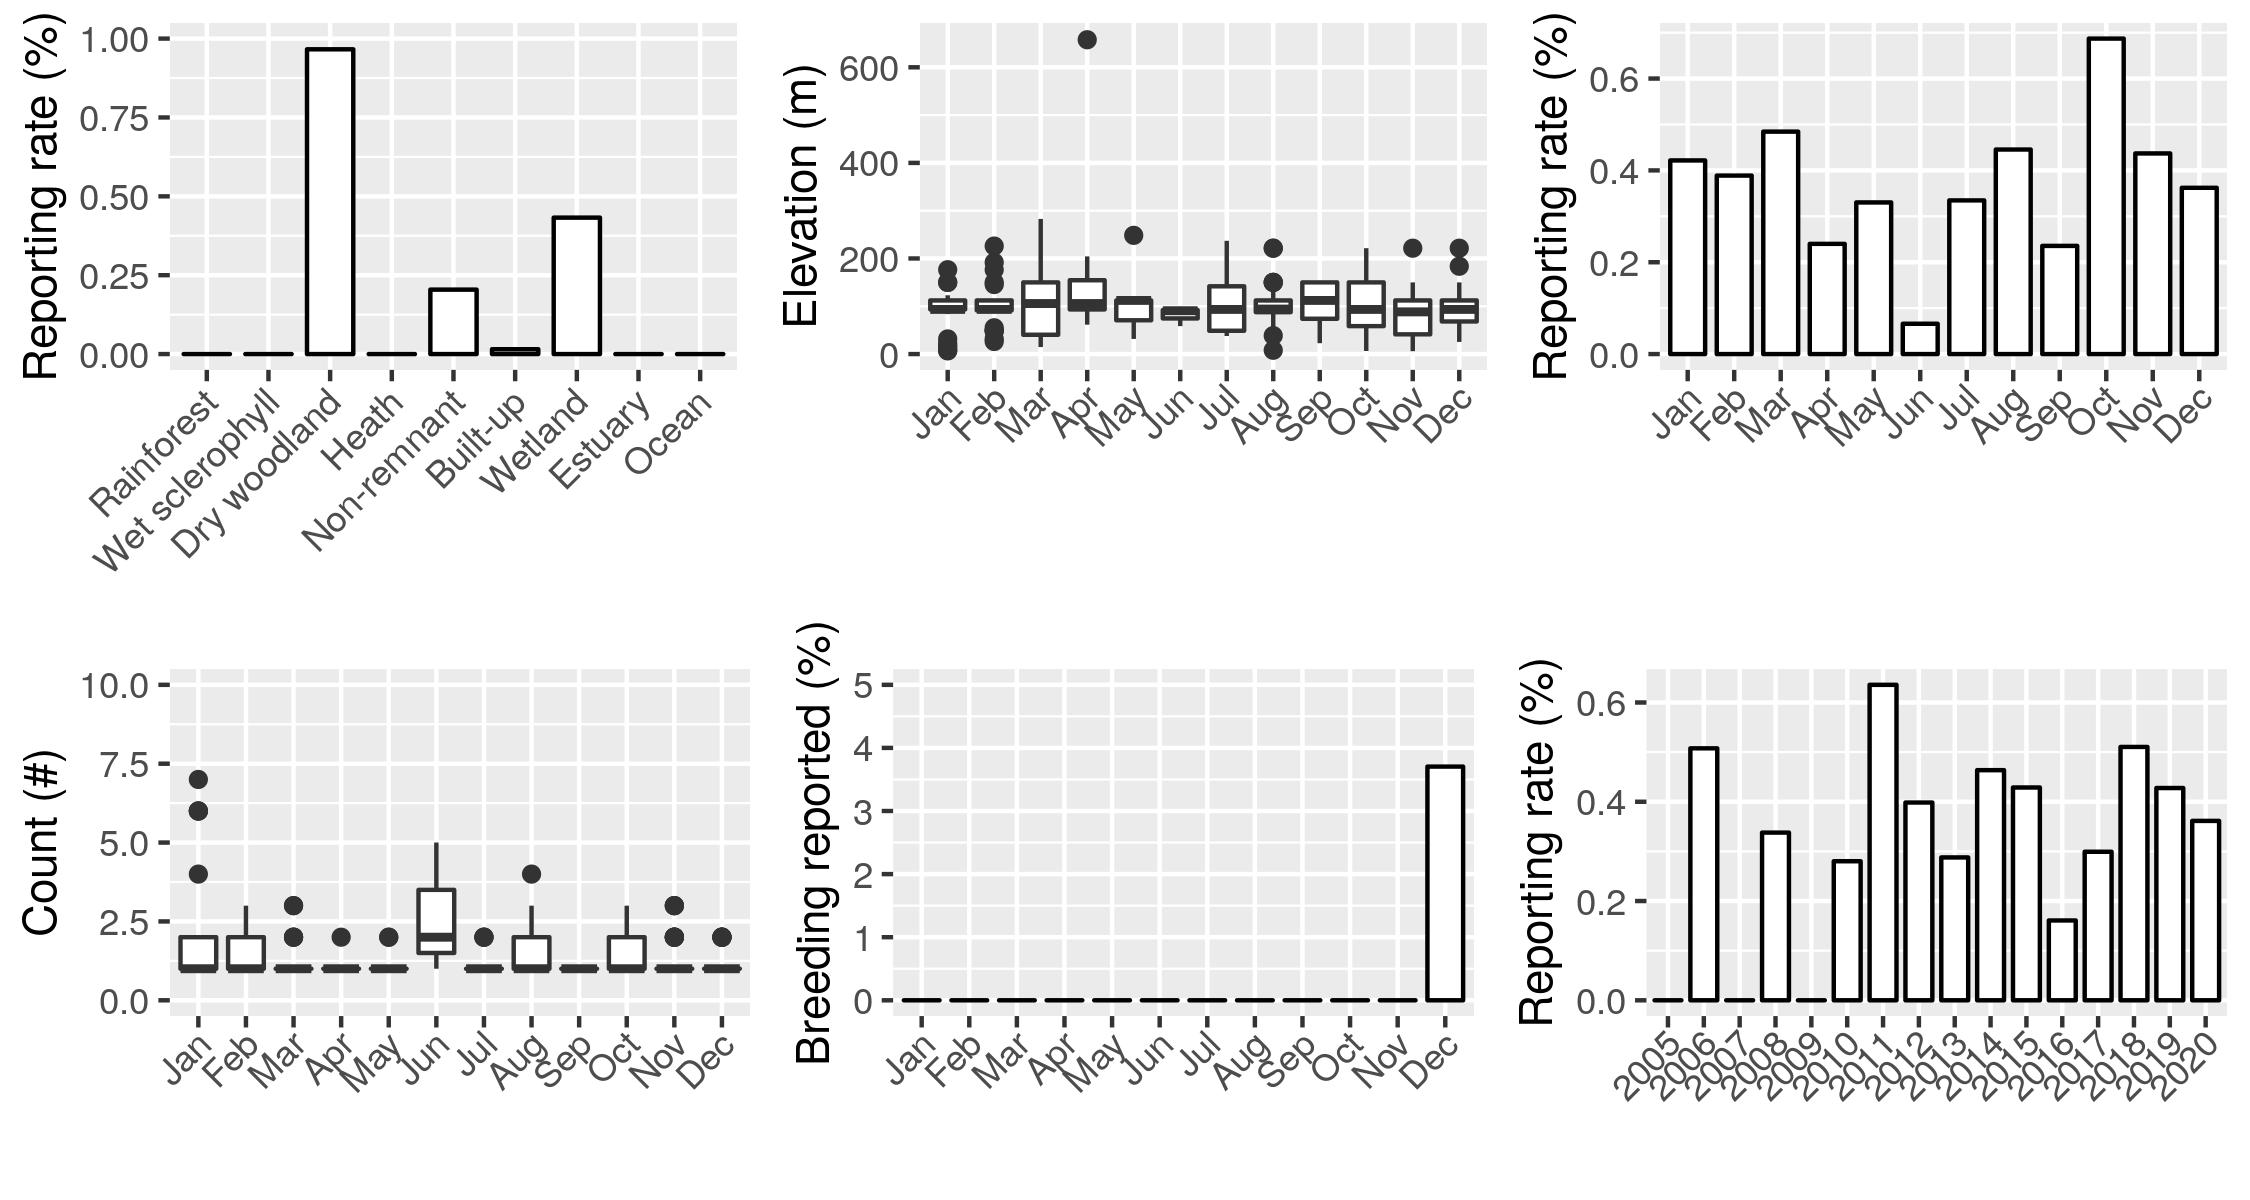 Reporting rate (%)
1.00
0.75
0.50
0.25
0.00
Rainforest
Wet sclerophyll
Dry woodland
Heath
Non-remnant
Built-up
Wetland
Estuary
Ocean
Elevation (m)
600
400
200
0
Jan
Feb
Mar
Apr
May
Jun
Jul
Aug
Sep
Oct
Nov
Dec
Reporting rate (%)
0.6
0.4
0.2
0.0
Jan
Feb
Mar
Apr
May
Jun
Jul
Aug
Sep
Oct
Nov
Dec
Count (#)
10.0
7.5
5.0
2.5
0.0
Jan
Feb
Mar
Apr
May
Jun
Jul
Aug
Sep
Oct
Nov
Dec
Breeding reported (%)
5
4
3
2
1
0
Jan
Feb
Mar
Apr
May
Jun
Jul
Aug
Sep
Oct
Nov
Dec
Reporting rate (%)
0.6
0.4
0.2
0.0
2005
2006
2007
2008
2009
2010
2011
2012
2013
2014
2015
2016
2017
2018
2019
2020